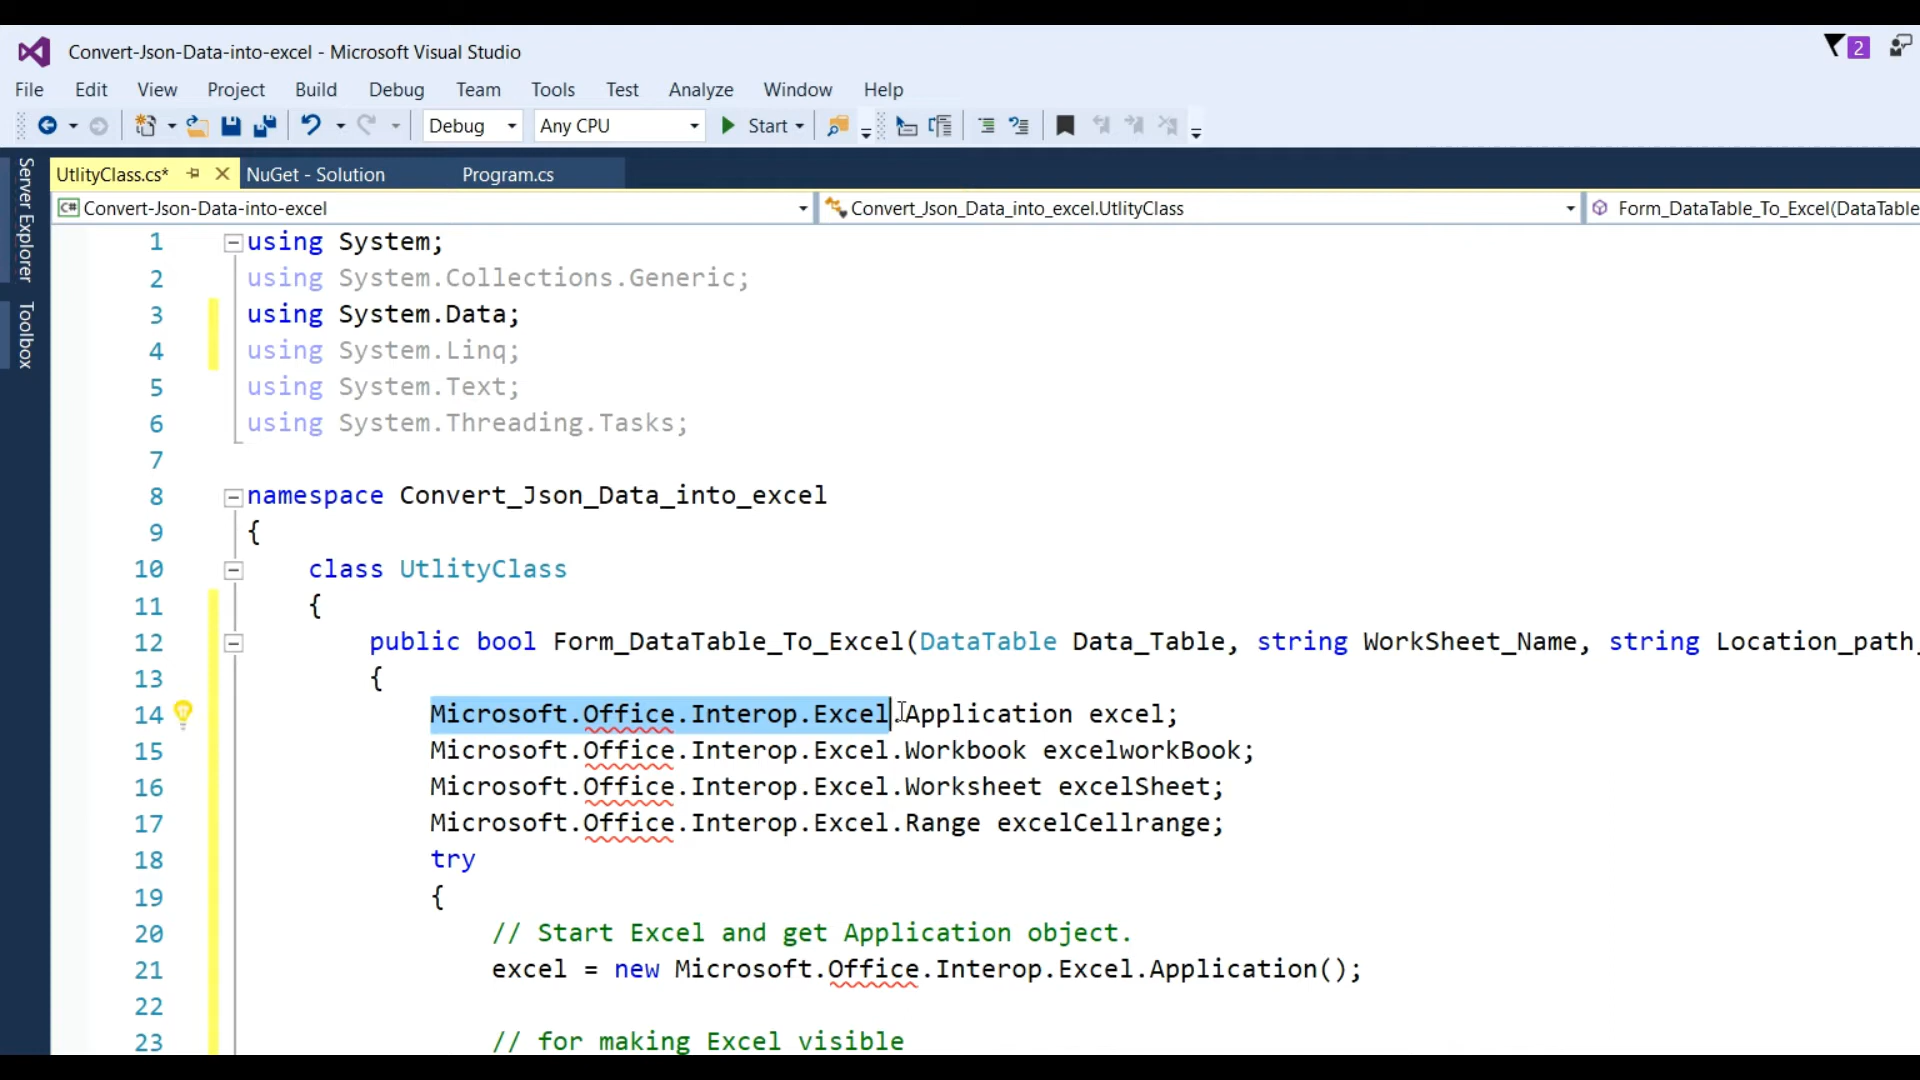 Convert-Json-Data-into-excel - Microsoft Visual Studio
2
File Edit View Project Build Debug Team Tools Test Analyze Window Help
Debug Any CPU Start
Server Explorer
Toolbox
UtlityClass.cs* NuGet - Solution Program.cs
C# Convert-Json-Data-into-excel Convert_Json_Data_into_excel.UtlityClass Form_DataTable_To_Excel(DataTable
1 using System;
2 using System.Collections.Generic;
3 using System.Data;
4 using System.Linq;
5 using System.Text;
6 using System.Threading.Tasks;
7
8 namespace Convert_Json_Data_into_excel
9 {
10 class UtlityClass
11 {
12 public bool Form_DataTable_To_Excel(DataTable Data_Table, string WorkSheet_Name, string Location_path_
13 {
14 Microsoft.Office.Interop.Excel.Application excel;
15 Microsoft.Office.Interop.Excel.Workbook excelworkBook;
16 Microsoft.Office.Interop.Excel.Worksheet excelSheet;
17 Microsoft.Office.Interop.Excel.Range excelCellrange;
18 try
19 {
20 // Start Excel and get Application object.
21 excel = new Microsoft.Office.Interop.Excel.Application();
22
23 // for making Excel visible